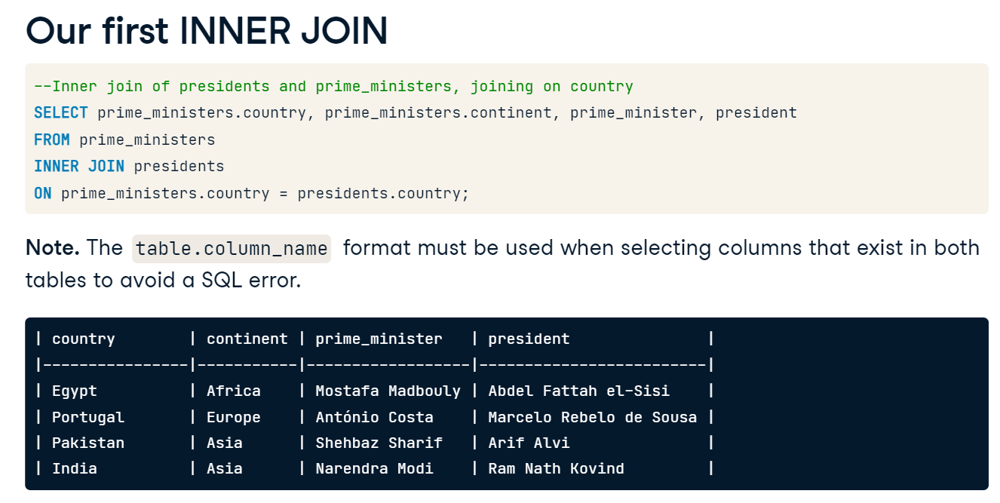 Our first INNER JOIN
--Inner join of presidents and prime_ministers, joining on country
SELECT prime_ministers.country, prime_ministers.continent, prime_minister, president
FROM prime_ministers
INNER JOIN presidents
ON prime_ministers.country = presidents.country;
Note. The table.column_name format must be used when selecting columns that exist in both
tables to avoid a SQL error.
| country        | continent | prime_minister   | president               |
|----------------|-----------|------------------|-------------------------|
| Egypt          | Africa    | Mostafa Madbouly | Abdel Fattah el-Sisi    |
| Portugal       | Europe    | António Costa    | Marcelo Rebelo de Sousa |
| Pakistan       | Asia      | Shehbaz Sharif   | Arif Alvi               |
| India          | Asia      | Narendra Modi    | Ram Nath Kovind         |